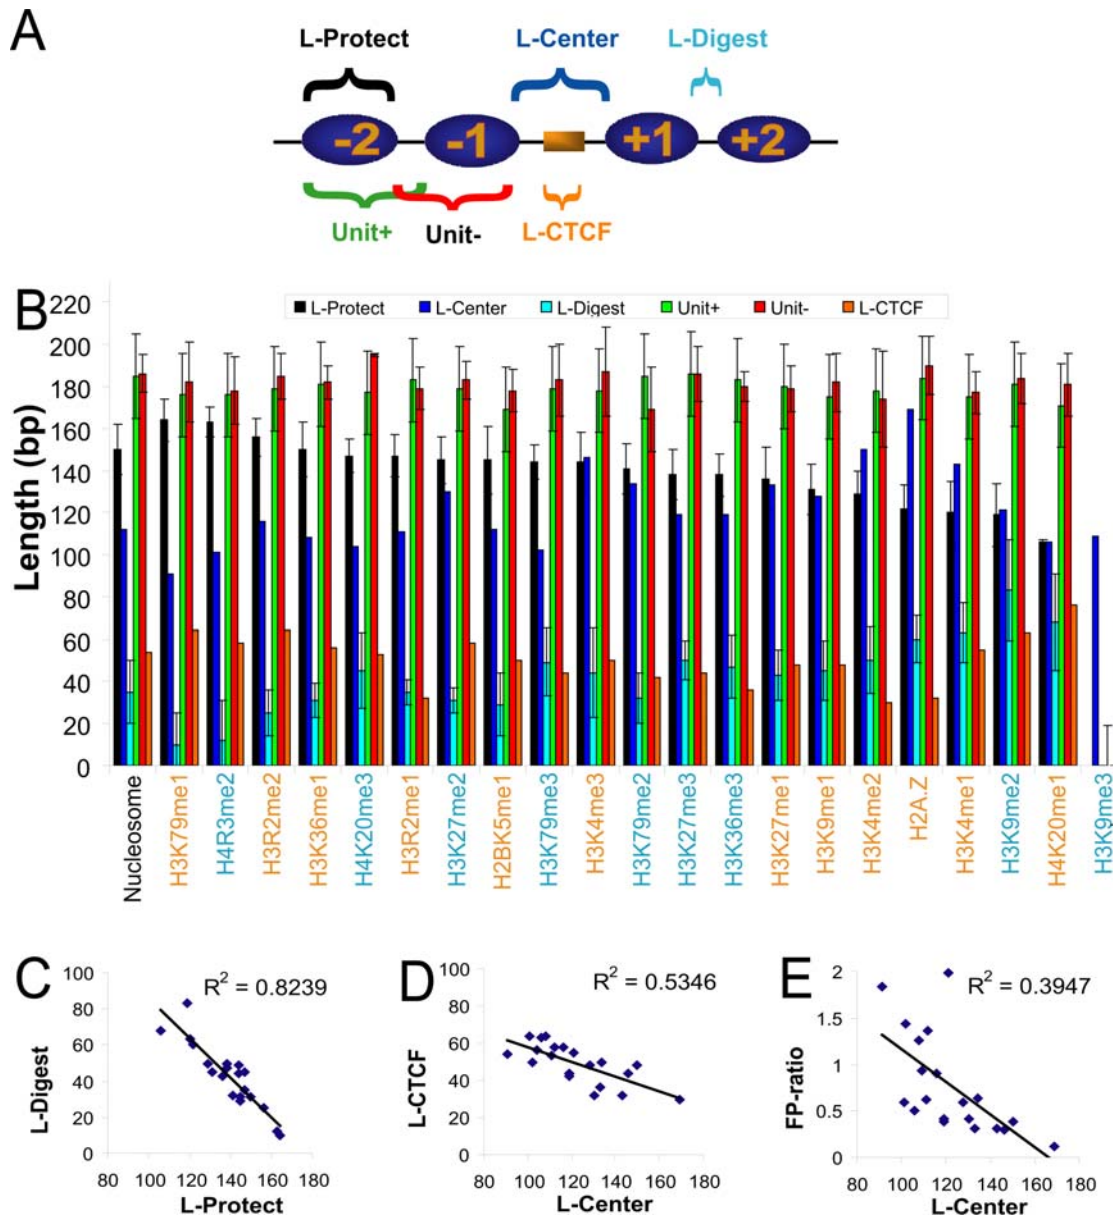 A
L-Protect L-Center L-Digest
-2 -1 +1 +2
Unit+ Unit- L-CTCF
B
Length (bp)
220
200
180
160
140
120
100
80
60
40
20
0
L-Protect L-Center L-Digest Unit+ Unit- L-CTCF
Nucleosome
H3K79me1
H4R3me2
H3R2me2
H3K36me1
H4K20me3
H3R2me1
H3K27me2
H2BK5me1
H3K79me3
H3K4me3
H3K79me2
H3K27me3
H3K36me3
H3K27me1
H3K9me1
H3K4me2
H2A.Z
H3K4me1
H3K9me2
H4K20me1
H3K9me3
C
R² = 0.8239
L-Digest
100
80
60
40
20
0
80 100 120 140 160 180
L-Protect
D
R² = 0.5346
L-CTCF
100
80
60
40
20
0
80 100 120 140 160 180
L-Center
E
R² = 0.3947
FP-ratio
2
1.5
1
0.5
0
80 100 120 140 160 180
L-Center